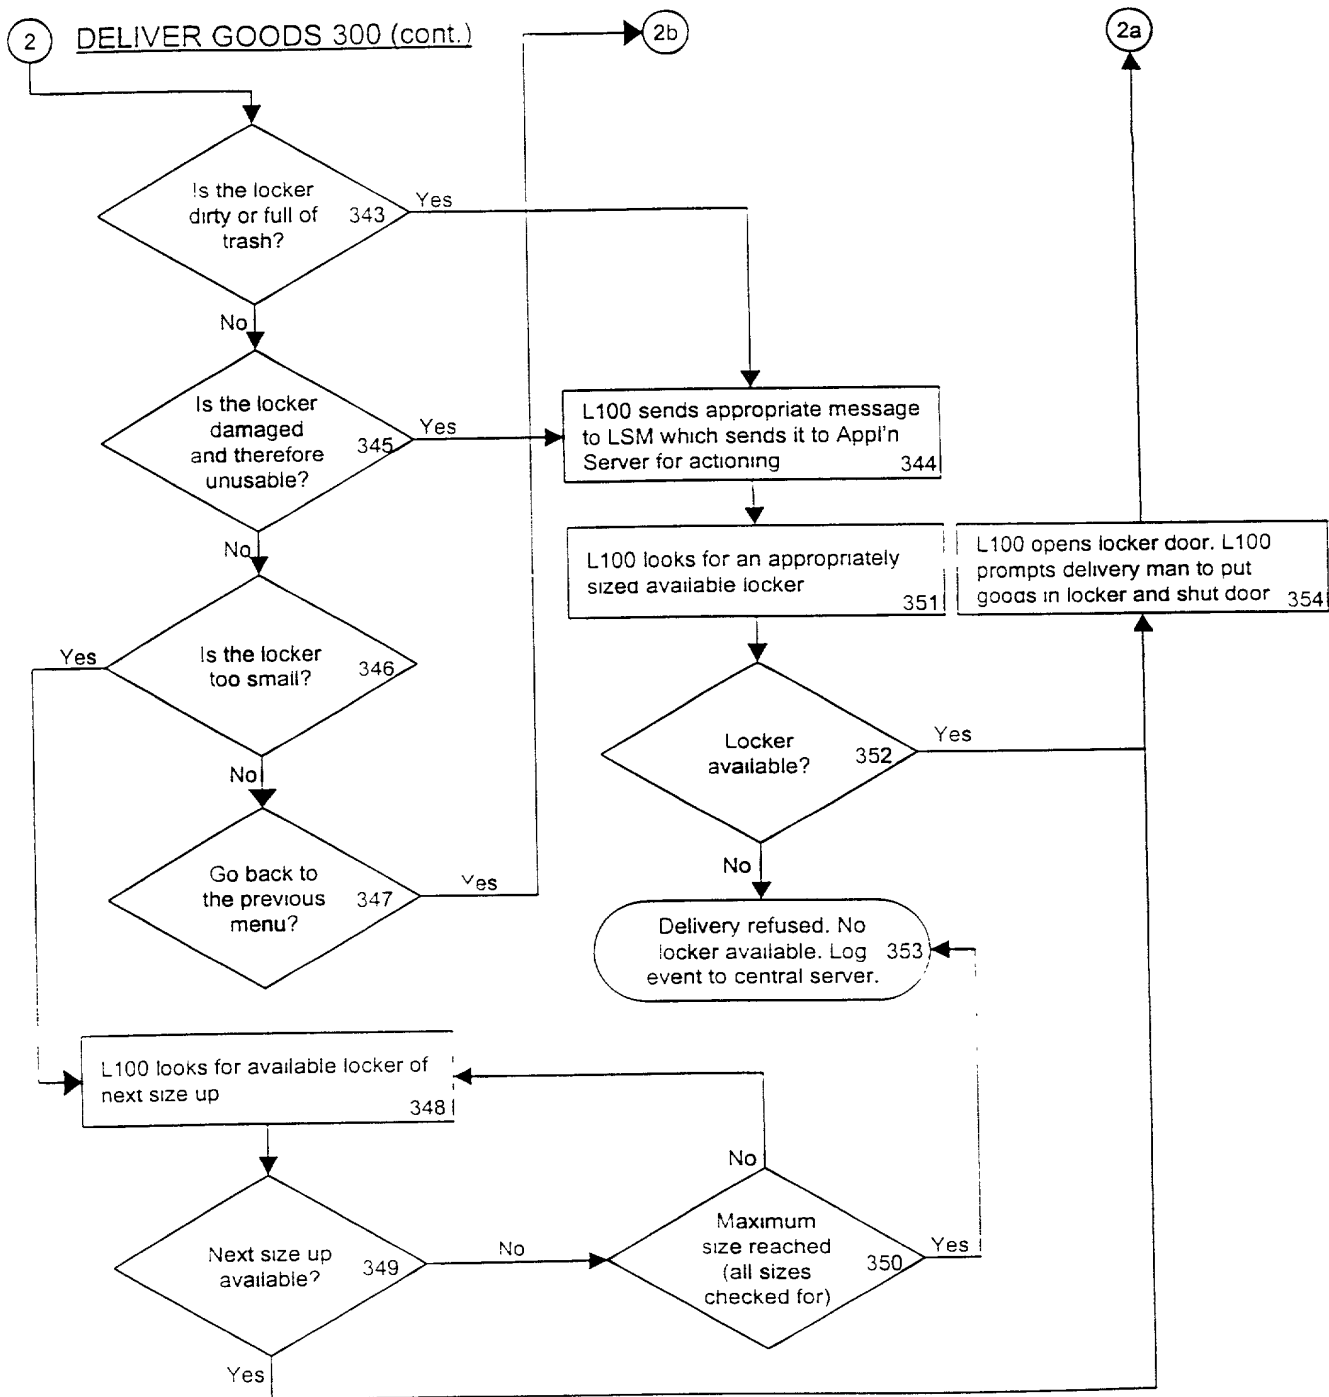 2 DELIVER GOODS 300 (cont.)
2b
2a
Is the locker
dirty or full of
trash?
343
Yes
No
Is the locker
damaged
and therefore
unusable?
345
Yes
No
L100 sends appropriate message
to LSM which sends it to Appl'n
Server for actioning
344
L100 looks for an appropriately
sized available locker
351
L100 opens locker door. L100
prompts delivery man to put
goods in locker and shut door
354
Is the locker
too small?
346
Yes
No
Locker
available?
352
Yes
No
Go back to
the previous
menu?
347
Yes
Delivery refused. No
locker available. Log
event to central server.
353
L100 looks for available locker of
next size up
348
Next size up
available?
349
No
Yes
Maximum
size reached
(all sizes
checked for)
350
No
Yes